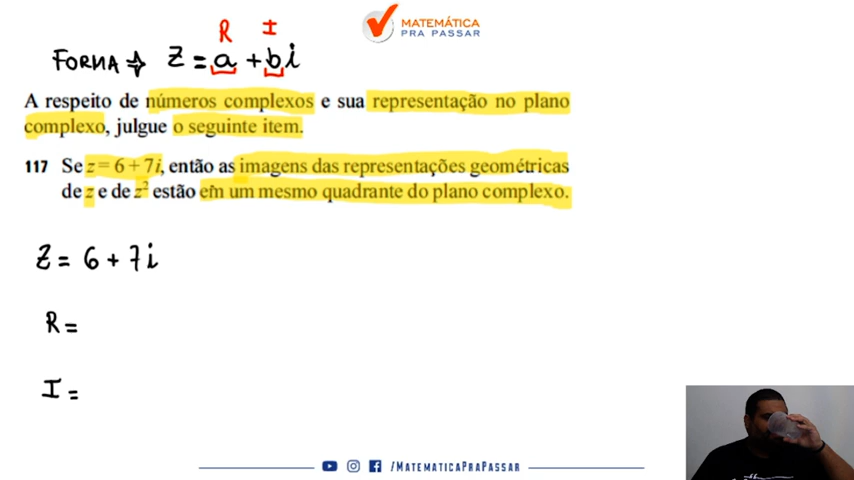 R I
MATEMÁTICA
PRA PASSAR
FORMA → Z = a + bi
A respeito de números complexos e sua representação no plano
complexo, julgue o seguinte item.
117 Se z = 6 + 7i, então as imagens das representações geométricas
de z e de z² estão em um mesmo quadrante do plano complexo.
Z = 6 + 7i
R =
I =
/MATEMATICAPRAPASSAR